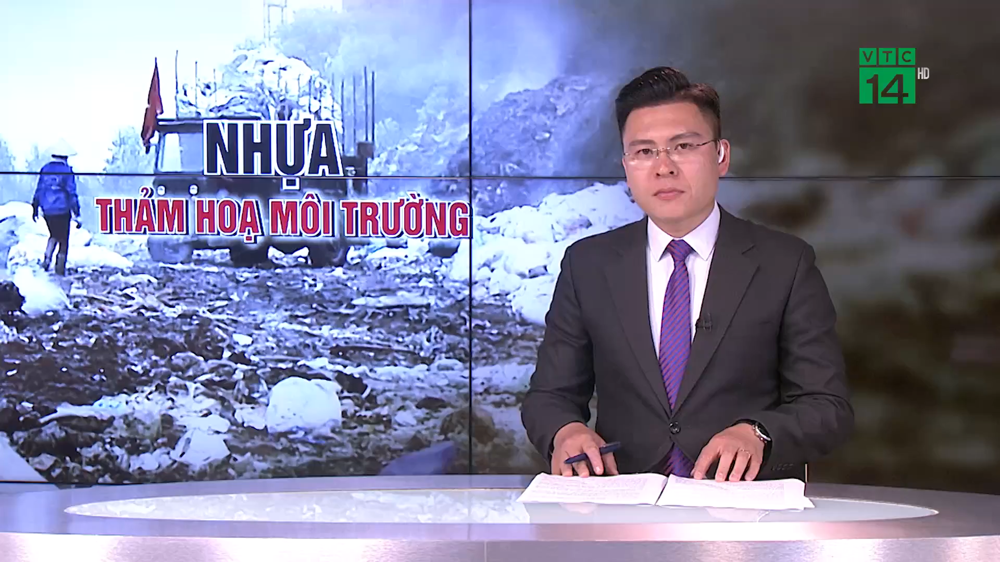 NHỰA
THẢM HOẠ MÔI TRƯỜNG
VTC
14 HD